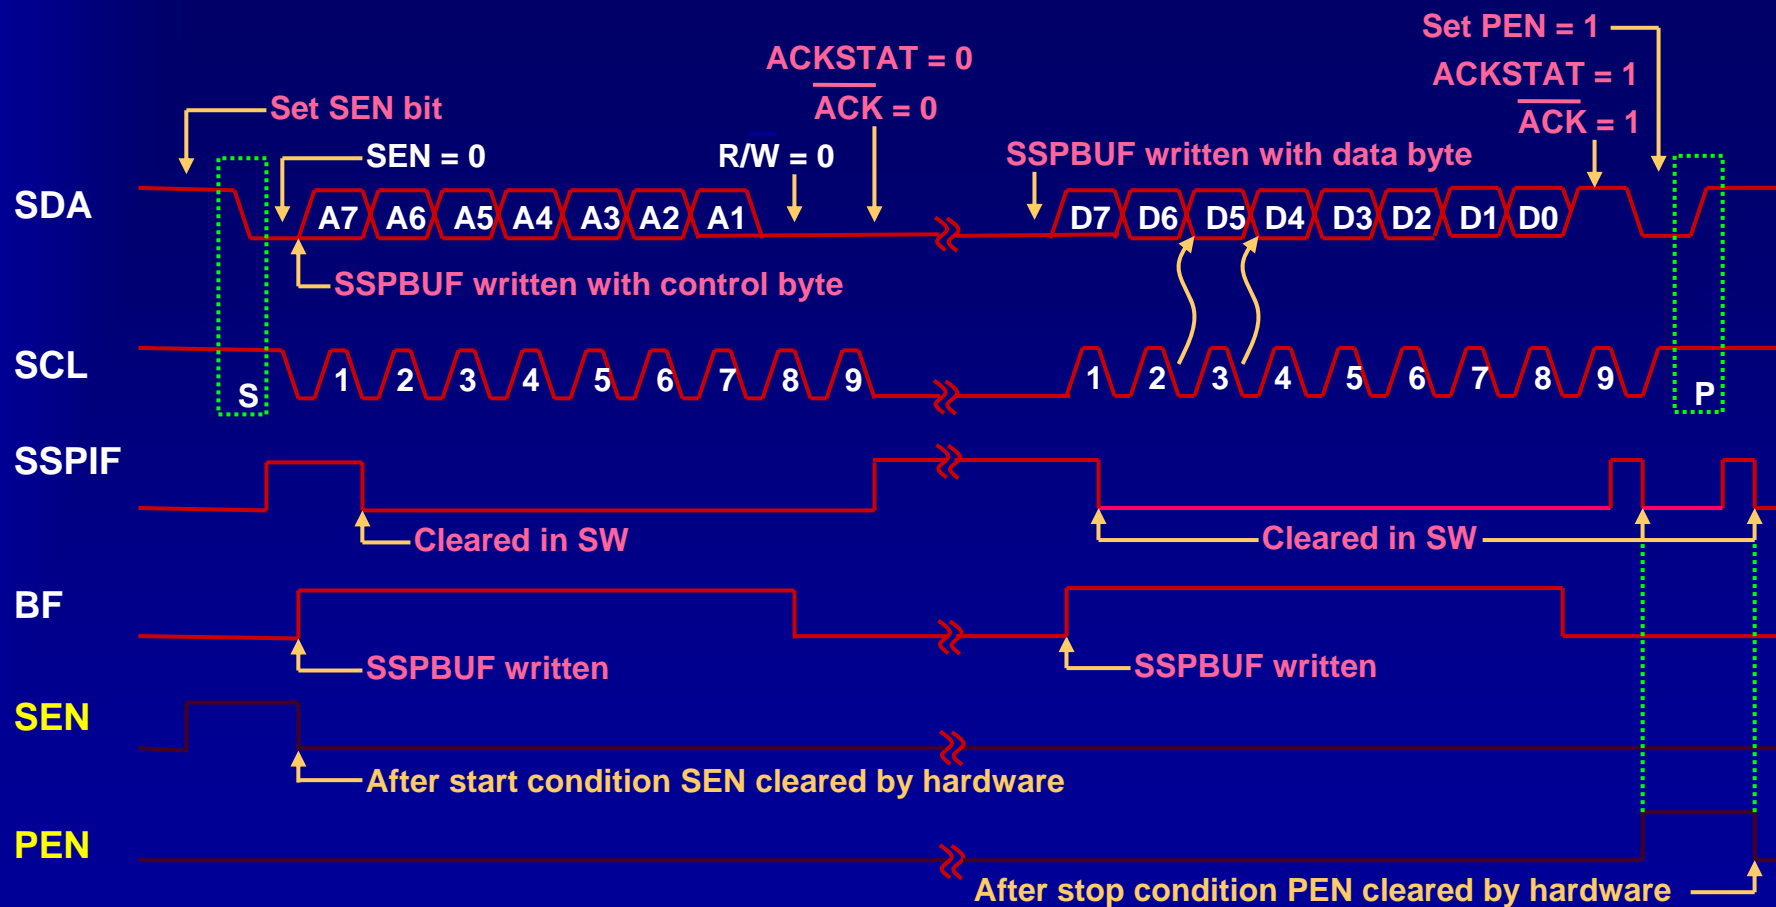 Set PEN = 1
ACKSTAT = 0
ACKSTAT = 1
Set SEN bit
ACK = 0
ACK = 1
SEN = 0
R/W = 0
SSPBUF written with data byte
SDA
A7 A6 A5 A4 A3 A2 A1
D7 D6 D5 D4 D3 D2 D1 D0
SSPBUF written with control byte
SCL
S
1 2 3 4 5 6 7 8 9
1 2 3 4 5 6 7 8 9
P
SSPIF
Cleared in SW
Cleared in SW
BF
SSPBUF written
SSPBUF written
SEN
After start condition SEN cleared by hardware
PEN
After stop condition PEN cleared by hardware